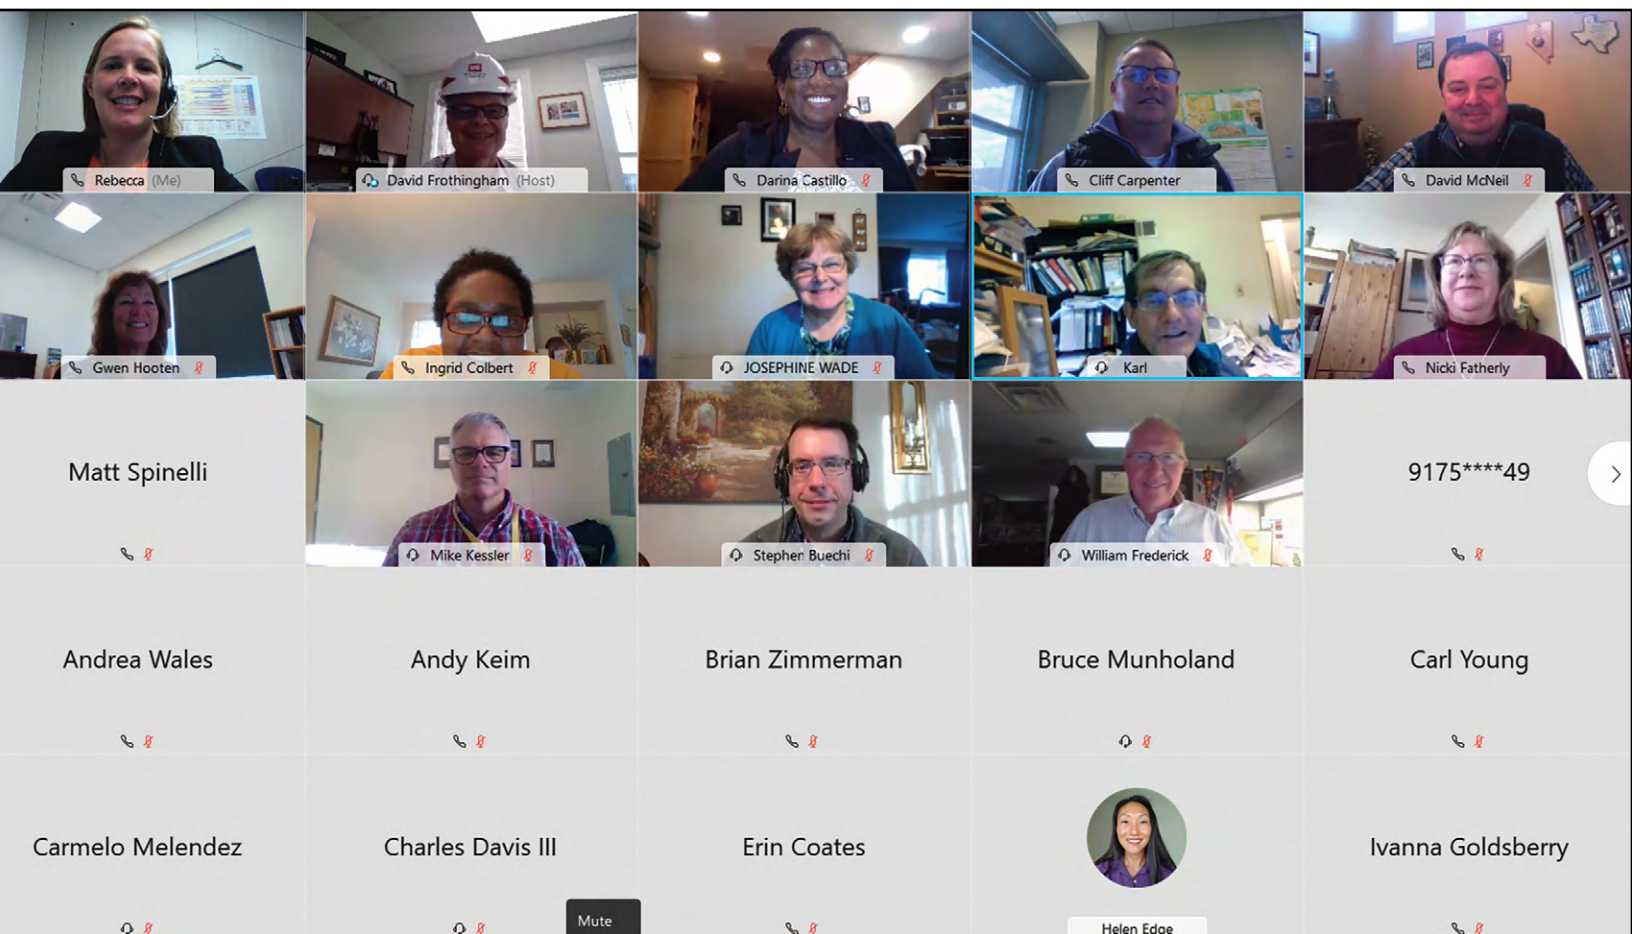 Rebecca (Me)
David Frothingham (Host)
Darina Castillo
Cliff Carpenter
David McNeil
Gwen Hooten
Ingrid Colbert
JOSEPHINE WADE
Karl
Nicki Fatherly
Matt Spinelli
Mike Kessler
Stephen Buechi
William Frederick
9175****49
Andrea Wales
Andy Keim
Brian Zimmerman
Bruce Munholand
Carl Young
Carmelo Melendez
Charles Davis III
Erin Coates
Helen Edge
Ivanna Goldsberry
Mute